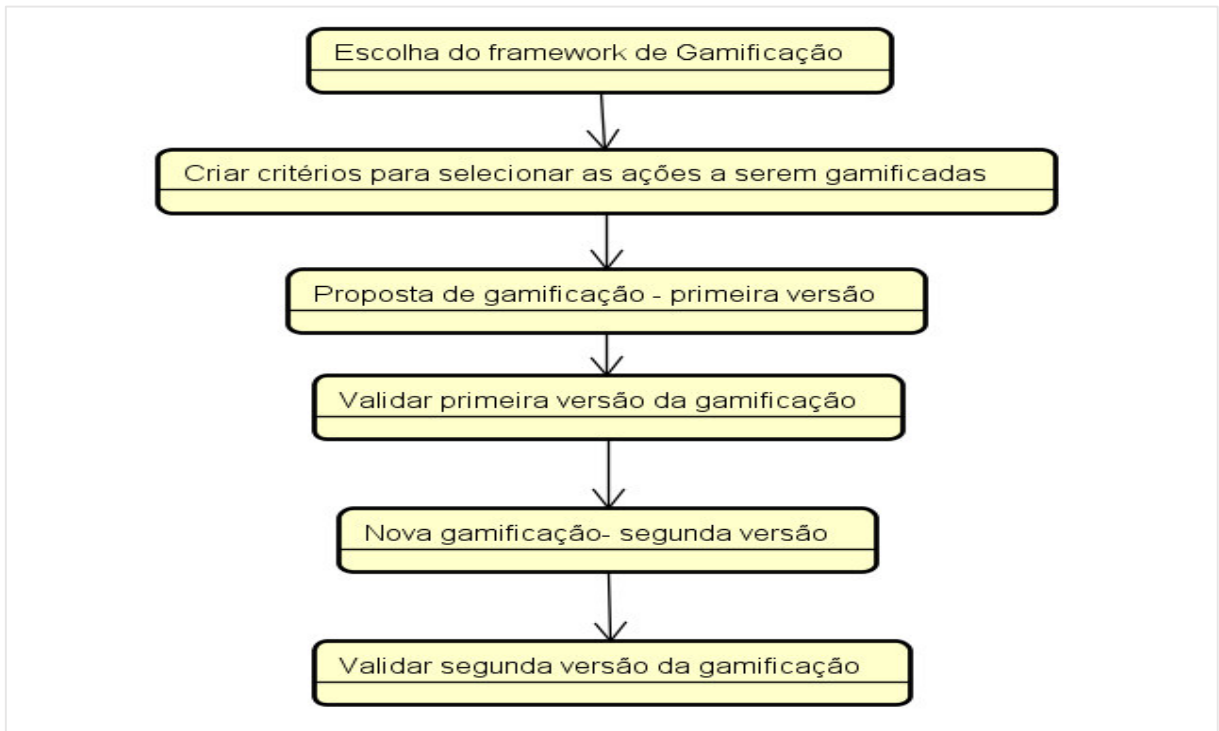 Escolha do framework de Gamificação
Criar critérios para selecionar as ações a serem gamificadas
Proposta de gamificação - primeira versão
Validar primeira versão da gamificação
Nova gamificação- segunda versão
Validar segunda versão da gamificação